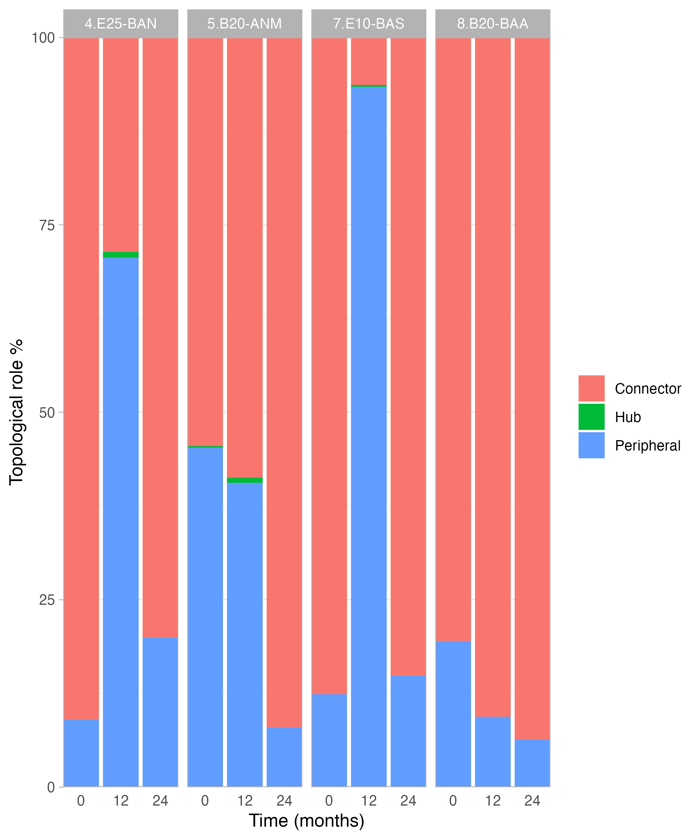 4.E25-BAN 5.B20-ANM 7.E10-BAS 8.B20-BAA
100
75
50
25
0
Topological role %
0 12 24 0 12 24 0 12 24 0 12 24
Time (months)
Connector
Hub
Peripheral